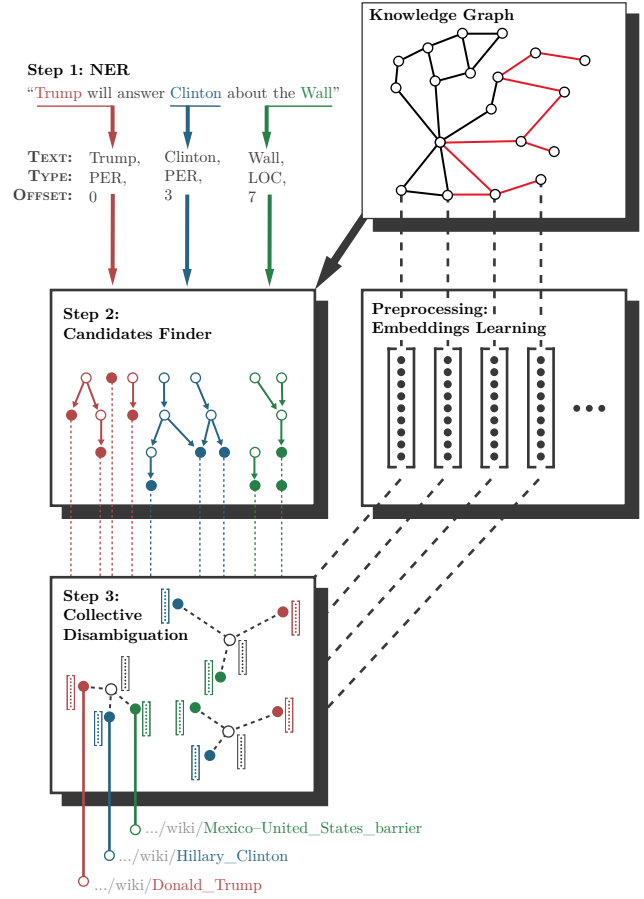 Knowledge Graph
Step 1: NER
“Trump will answer Clinton about the Wall”
Text: Trump, Clinton, Wall,
Type: PER, PER, LOC,
Offset: 0 3 7
Step 2:
Candidates Finder
Preprocessing:
Embeddings Learning
Step 3:
Collective
Disambiguation
.../wiki/Mexico–United_States_barrier
.../wiki/Hillary_Clinton
.../wiki/Donald_Trump